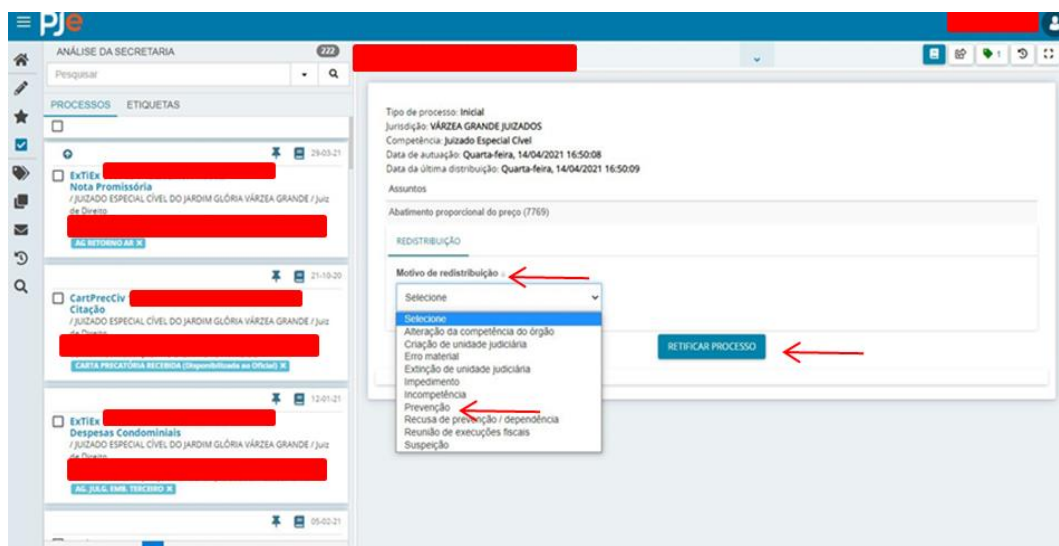 PJe
ANÁLISE DA SECRETARIA
222
Pesquisar
PROCESSOS ETIQUETAS
29-03-21
ExTiEx
Nota Promissória
/ JUIZADO ESPECIAL CÍVEL DO JARDIM GLÓRIA VÁRZEA GRANDE / Juiz
de Direito
AG RETORNO AR X
21-10-20
CartPrecCiv
Citação
/ JUIZADO ESPECIAL CÍVEL DO JARDIM GLÓRIA VÁRZEA GRANDE / Juiz
de Direito
CARTA PRECATÓRIA RECEBIDA (Disponibilizada ao Oficial) X
12-01-21
ExTiEx
Despesas Condominiais
/ JUIZADO ESPECIAL CÍVEL DO JARDIM GLÓRIA VÁRZEA GRANDE / Juiz
de Direito
AG. JULG. EMB. TERCEIRO X
05-02-21
1
Tipo de processo: Inicial
Jurisdição: VÁRZEA GRANDE JUIZADOS
Competência: Juizado Especial Cível
Data de autuação: Quarta-feira, 14/04/2021 16:50:08
Data da última distribuição: Quarta-feira, 14/04/2021 16:50:09
Assuntos
Abatimento proporcional do preço (7769)
REDISTRIBUIÇÃO
Motivo de redistribuição
Selecione
Selecione
Alteração da competência do órgão
Criação de unidade judiciária
Erro material
Extinção de unidade judiciária
Impedimento
Incompetência
Prevenção
Recusa de prevenção / dependência
Reunião de execuções fiscais
Suspeição
RETIFICAR PROCESSO